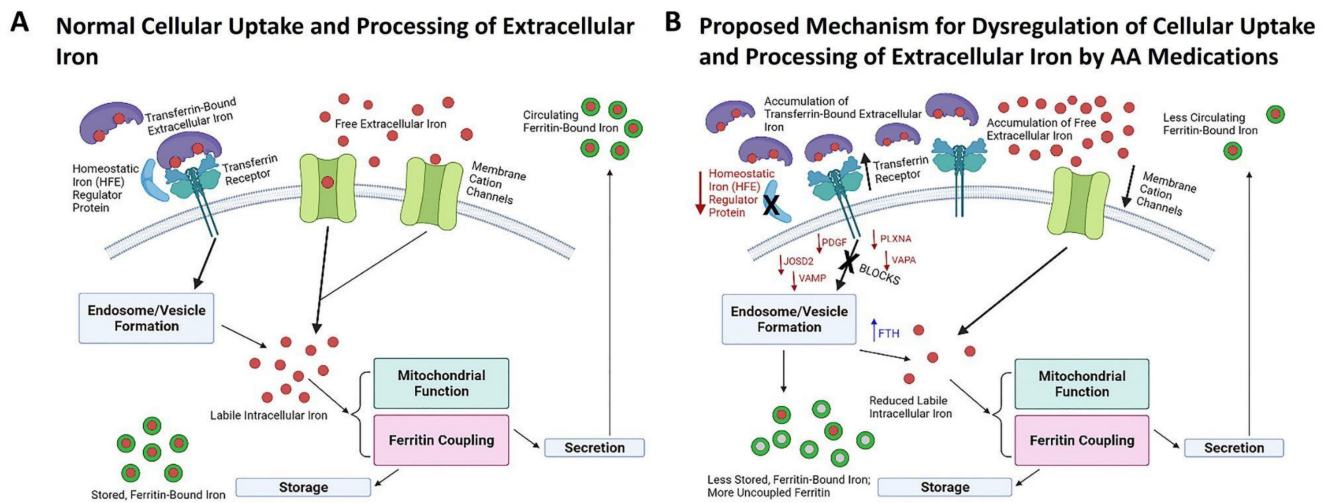 A
Normal Cellular Uptake and Processing of Extracellular
Iron
Transferrin-Bound
Extracellular Iron
Free Extracellular Iron
Circulating
Ferritin-Bound Iron
Homeostatic
Iron (HFE)
Regulator
Protein
Transferrin
Receptor
Membrane
Cation
Channels
Endosome/Vesicle
Formation
Labile Intracellular Iron
Mitochondrial
Function
Ferritin Coupling
Secretion
Storage
Stored, Ferritin-Bound Iron
B
Proposed Mechanism for Dysregulation of Cellular Uptake
and Processing of Extracellular Iron by AA Medications
Accumulation of
Transferrin-Bound Extracellular
Iron
Accumulation of Free
Extracellular Iron
Less Circulating
Ferritin-Bound Iron
Homeostatic
Iron (HFE)
Regulator
Protein
X
Transferrin
Receptor
Membrane
Cation
Channels
PDGF
PLXNA
JOSD2
VAPA
VAMP
X
BLOCKS
Endosome/Vesicle
Formation
FTH
Reduced Labile
Intracellular Iron
Mitochondrial
Function
Ferritin Coupling
Secretion
Less Stored, Ferritin-Bound Iron;
More Uncoupled Ferritin
Storage